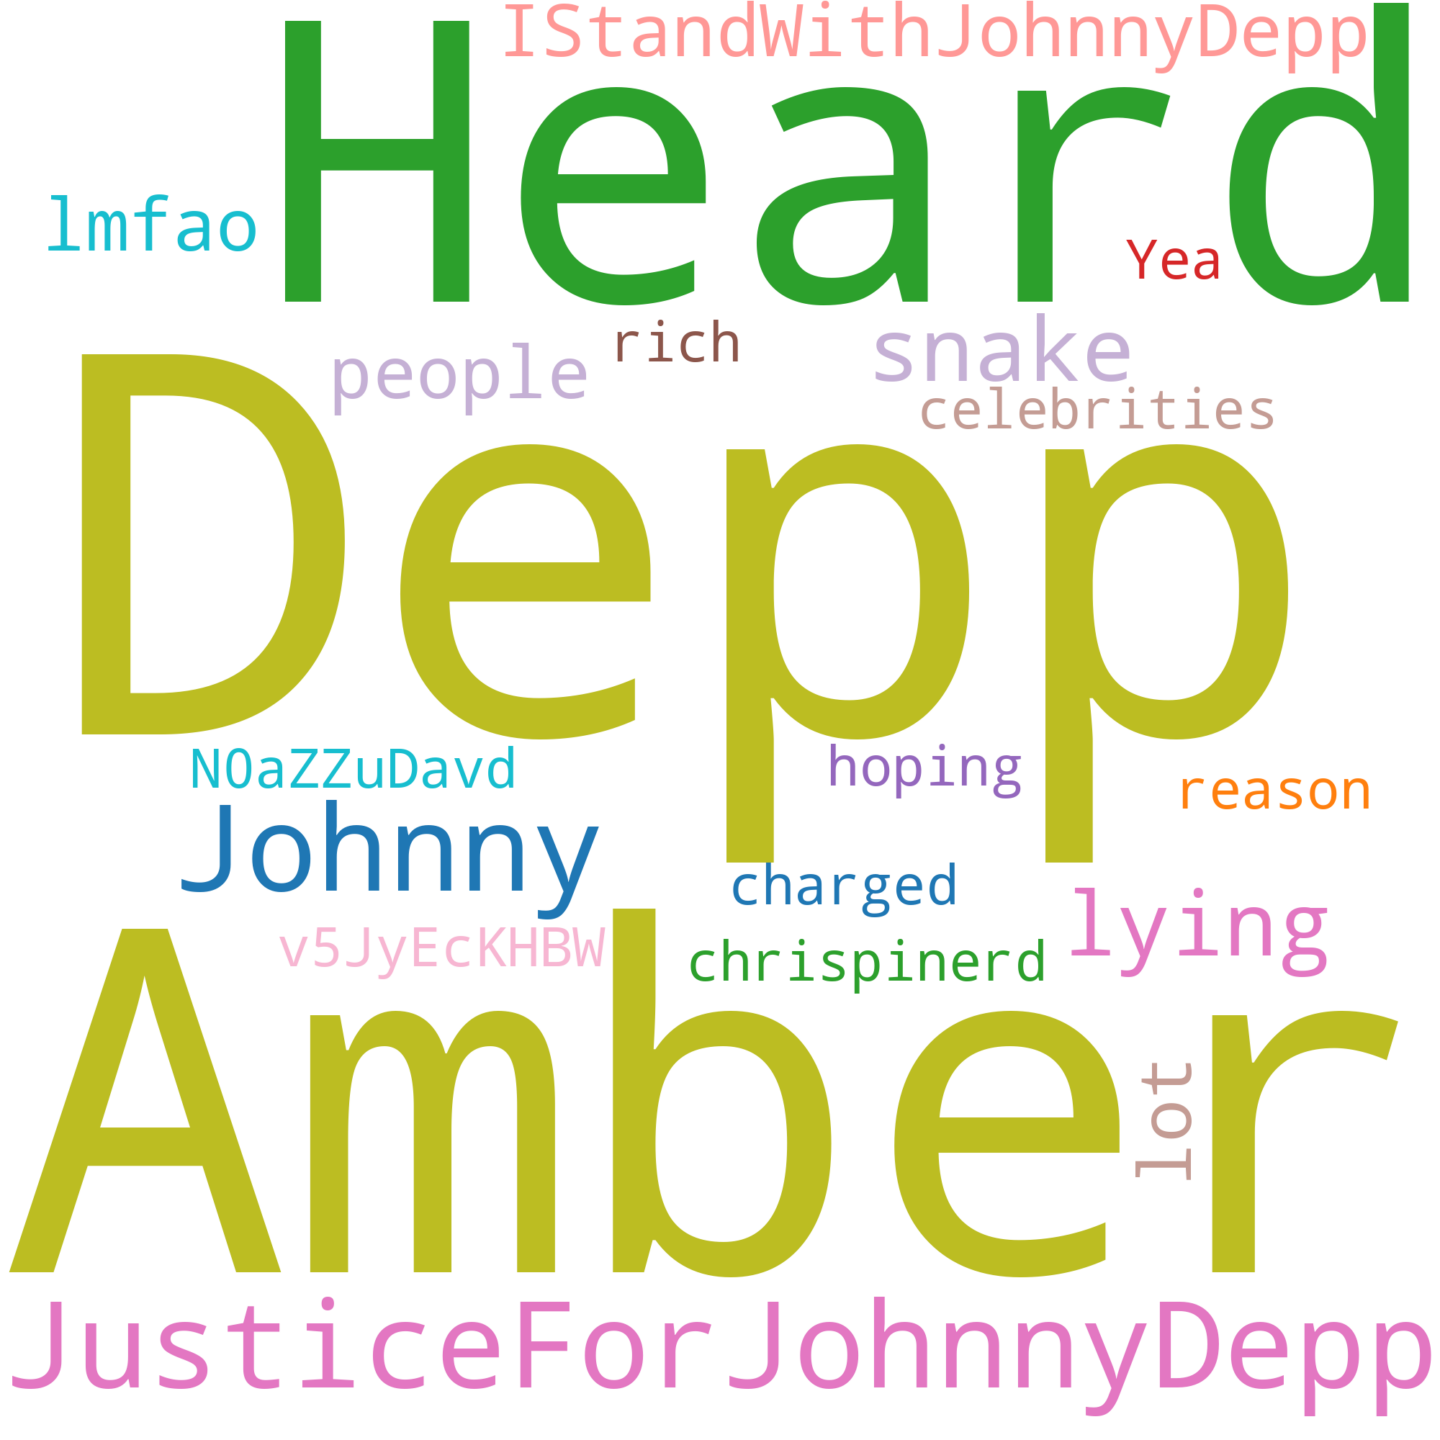 IStandWithJohnnyDepp
Heard
lmfao
Yea
rich
snake
people
celebrities
Depp
NOaZZuDavd
hoping
reason
Johnny
charged
lying
v5JyEcKHBW
chrispinerd
Amber
lot
JusticeForJohnnyDepp